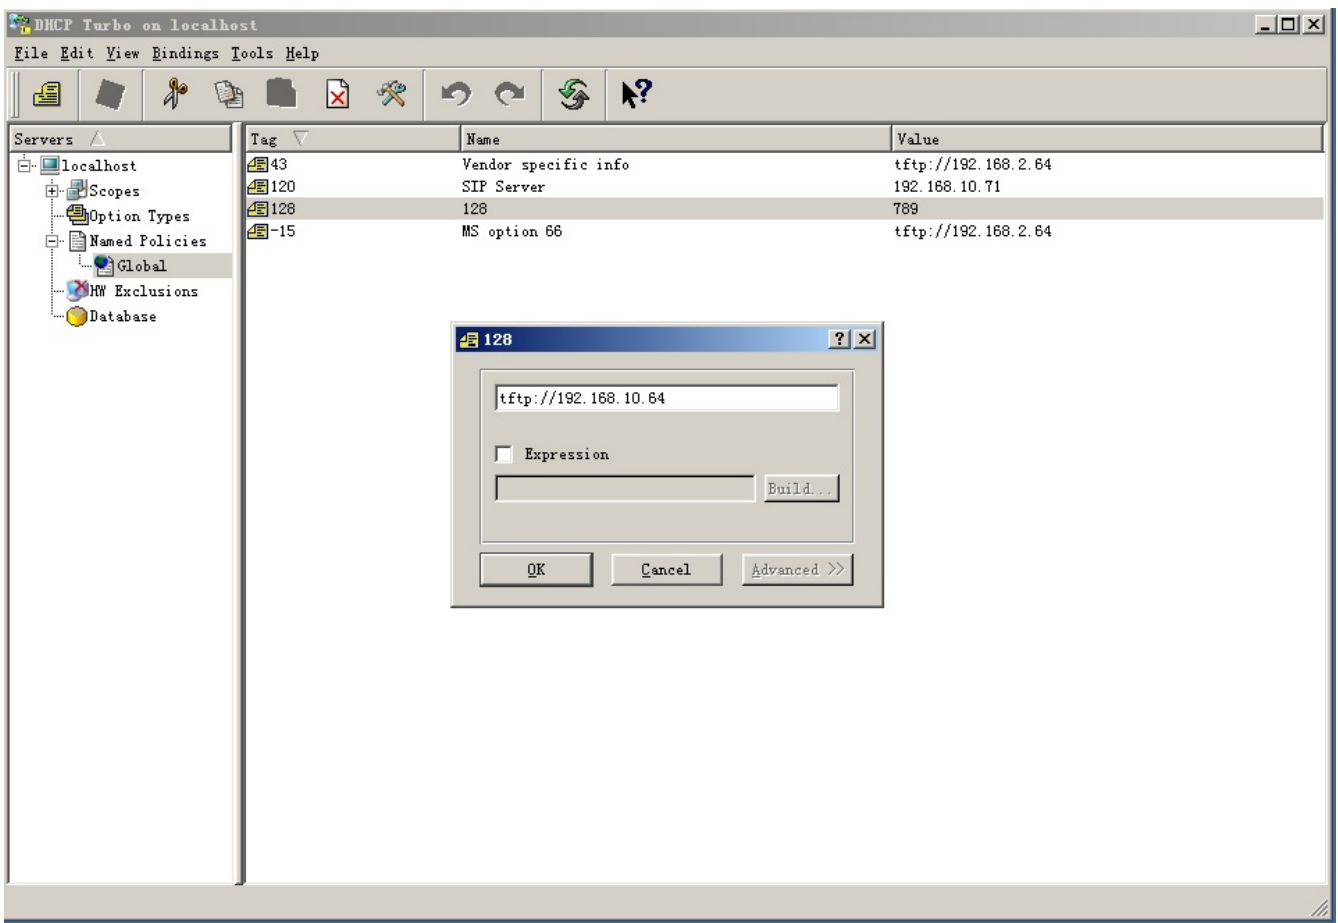 DHCP Turbo on localhost
File Edit View Bindings Tools Help
Servers
Tag Name Value
localhost
Scopes
Option Types
Named Policies
Global
HW Exclusions
Database
43 Vendor specific info tftp://192.168.2.64
120 SIP Server 192.168.10.71
128 128 789
-15 MS option 66 tftp://192.168.2.64
128
tftp://192.168.10.64
Expression
Build...
OK Cancel Advanced >>